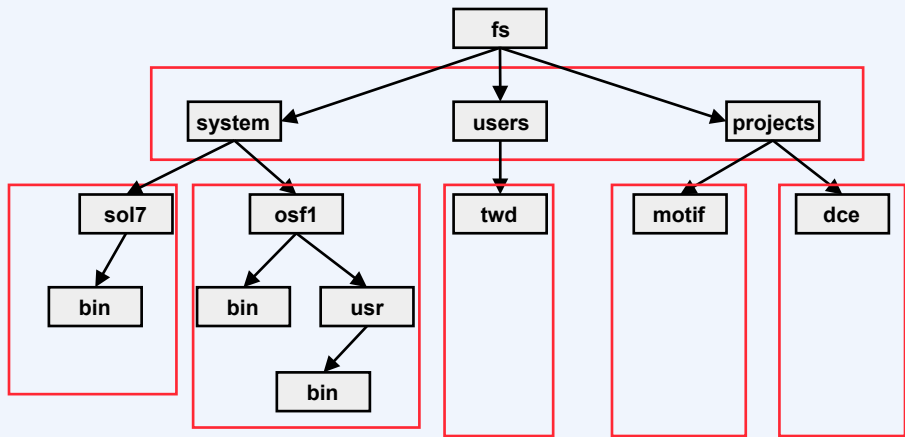 fs
system
users
projects
sol7
osf1
twd
motif
dce
bin
bin
usr
bin